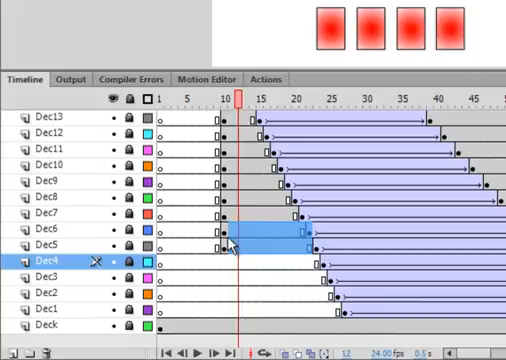 Timeline Output Compiler Errors Motion Editor Actions
1 5 10 15 20 25 30 35 40 45
Dec13
Dec12
Dec11
Dec10
Dec9
Dec8
Dec7
Dec6
Dec5
Dec4
Dec3
Dec2
Dec1
Deck
12 24.00 fps 0.5 s